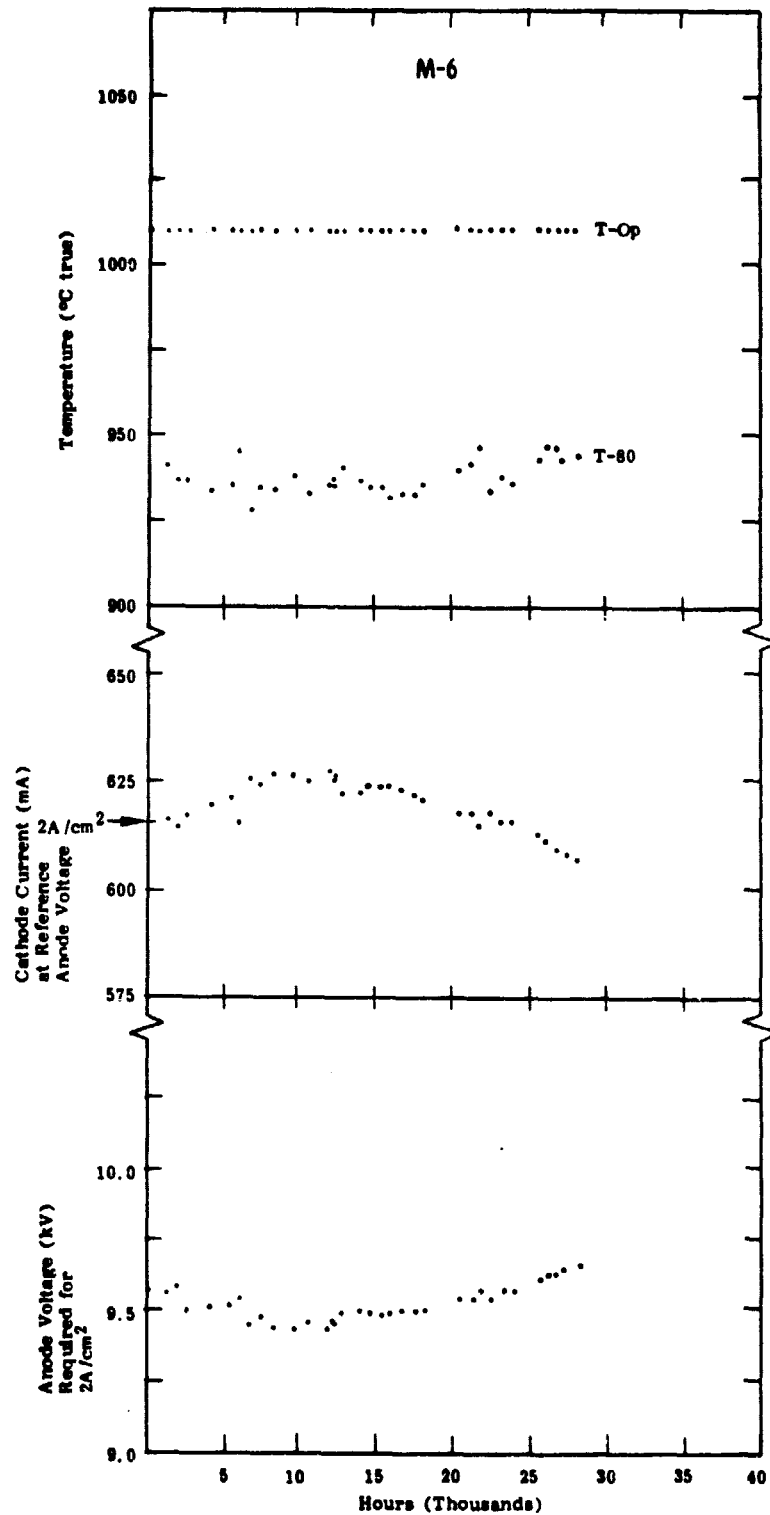 M-6
1050
T-Op
1000
Temperature (°C true)
950
T-80
900
650
625
2A/cm²
600
575
Cathode Current (mA)
at Reference
Anode Voltage
10.0
9.5
9.0
Anode Voltage (kV)
Required for
2A/cm²
5 10 15 20 25 30 35 40
Hours (Thousands)